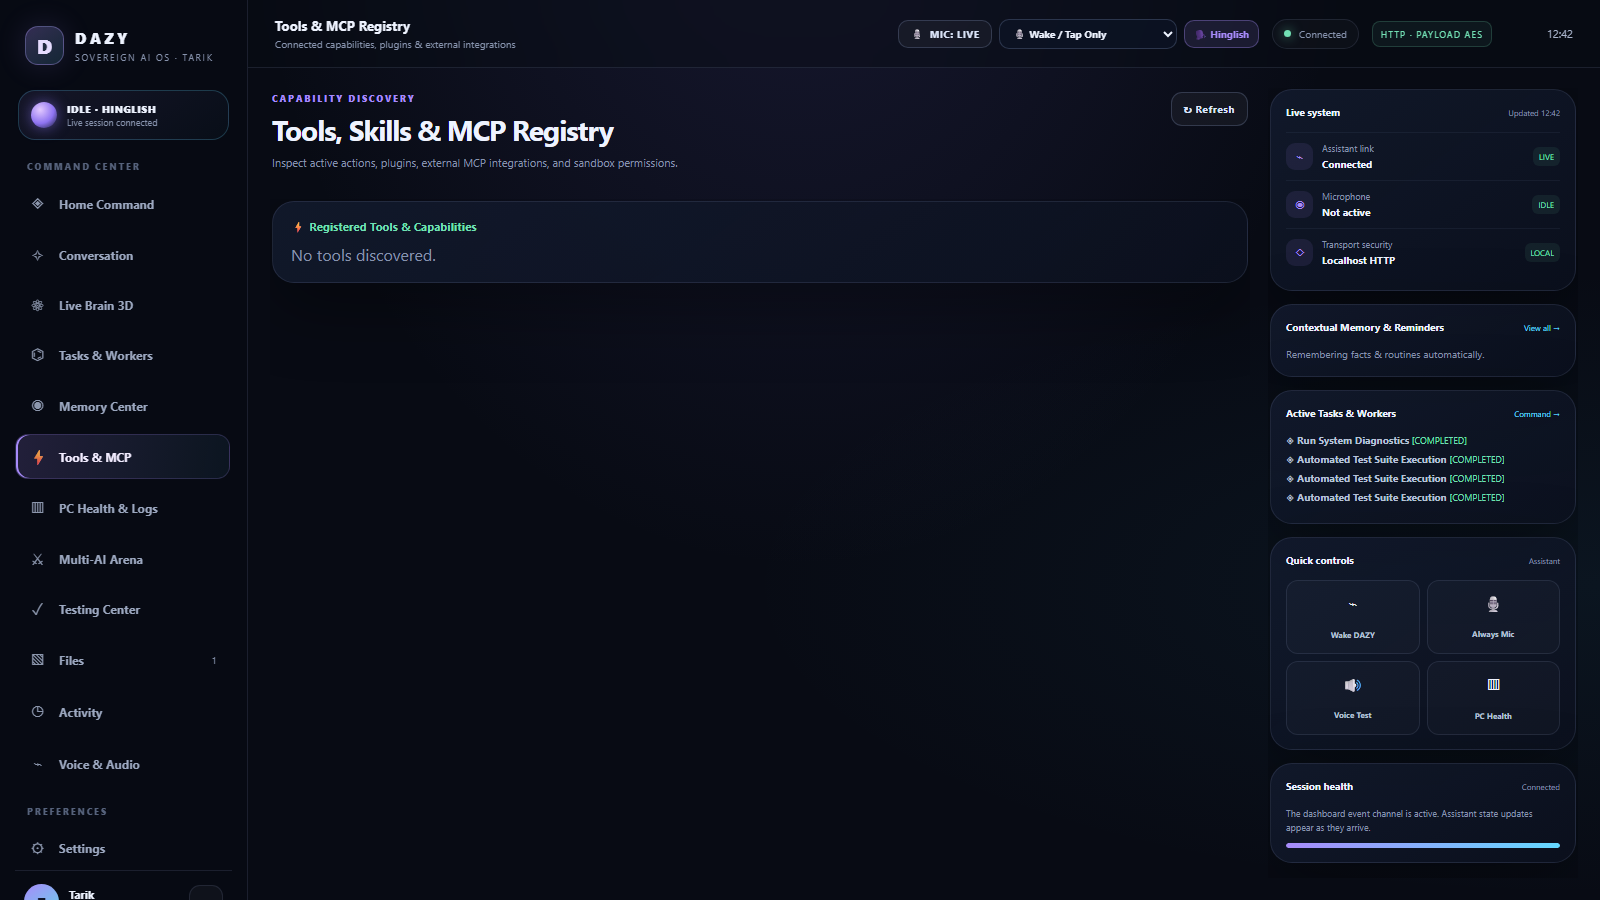 D
DAZY
SOVEREIGN AI OS · TARIK
IDLE · HINGLISH
Live session connected
COMMAND CENTER
Home Command
Conversation
Live Brain 3D
Tasks & Workers
Memory Center
Tools & MCP
PC Health & Logs
Multi-AI Arena
Testing Center
Files 1
Activity
Voice & Audio
PREFERENCES
Settings
Tarik
Tools & MCP Registry
Connected capabilities, plugins & external integrations
MIC: LIVE
Wake / Tap Only
Hinglish
Connected
HTTP · PAYLOAD AES
12:42
CAPABILITY DISCOVERY
Tools, Skills & MCP Registry
Inspect active actions, plugins, external MCP integrations, and sandbox permissions.
↻ Refresh
Registered Tools & Capabilities
No tools discovered.
Live system Updated 12:42
Assistant link
Connected
LIVE
Microphone
Not active
IDLE
Transport security
Localhost HTTP
LOCAL
Contextual Memory & Reminders View all →
Remembering facts & routines automatically.
Active Tasks & Workers Command →
◈ Run System Diagnostics [COMPLETED]
◈ Automated Test Suite Execution [COMPLETED]
◈ Automated Test Suite Execution [COMPLETED]
◈ Automated Test Suite Execution [COMPLETED]
Quick controls Assistant
Wake DAZY
Always Mic
Voice Test
PC Health
Session health Connected
The dashboard event channel is active. Assistant state updates
appear as they arrive.